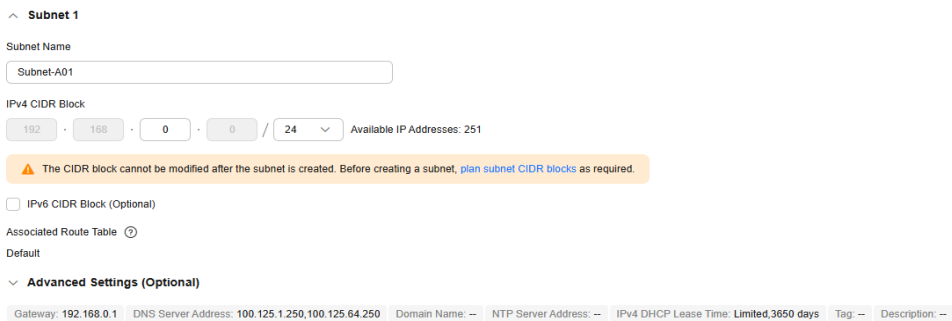 Subnet 1
Subnet Name
Subnet-A01
IPv4 CIDR Block
192 . 168 . 0 . 0 / 24 Available IP Addresses: 251
The CIDR block cannot be modified after the subnet is created. Before creating a subnet, plan subnet CIDR blocks as required.
IPv6 CIDR Block (Optional)
Associated Route Table ?
Default
Advanced Settings (Optional)
Gateway: 192.168.0.1 DNS Server Address: 100.125.1.250,100.125.64.250 Domain Name: -- NTP Server Address: -- IPv4 DHCP Lease Time: Limited,3650 days Tag: -- Description: --